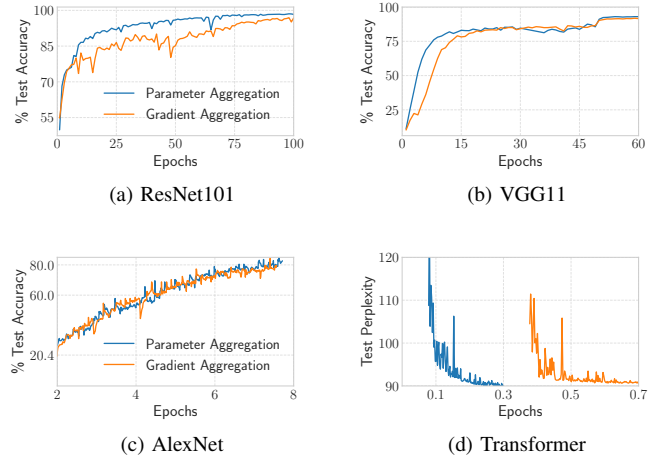 100
85
70
55
% Test Accuracy
Parameter Aggregation
Gradient Aggregation
0 25 50 75 100
Epochs
(a) ResNet101
100
75
50
25
% Test Accuracy
15 30 45 60
Epochs
(b) VGG11
80.0
60.0
20.4
% Test Accuracy
Parameter Aggregation
Gradient Aggregation
2 4 6 8
Epochs
(c) AlexNet
120
110
100
90
Test Perplexity
0.1 0.3 0.5 0.7
Epochs
(d) Transformer